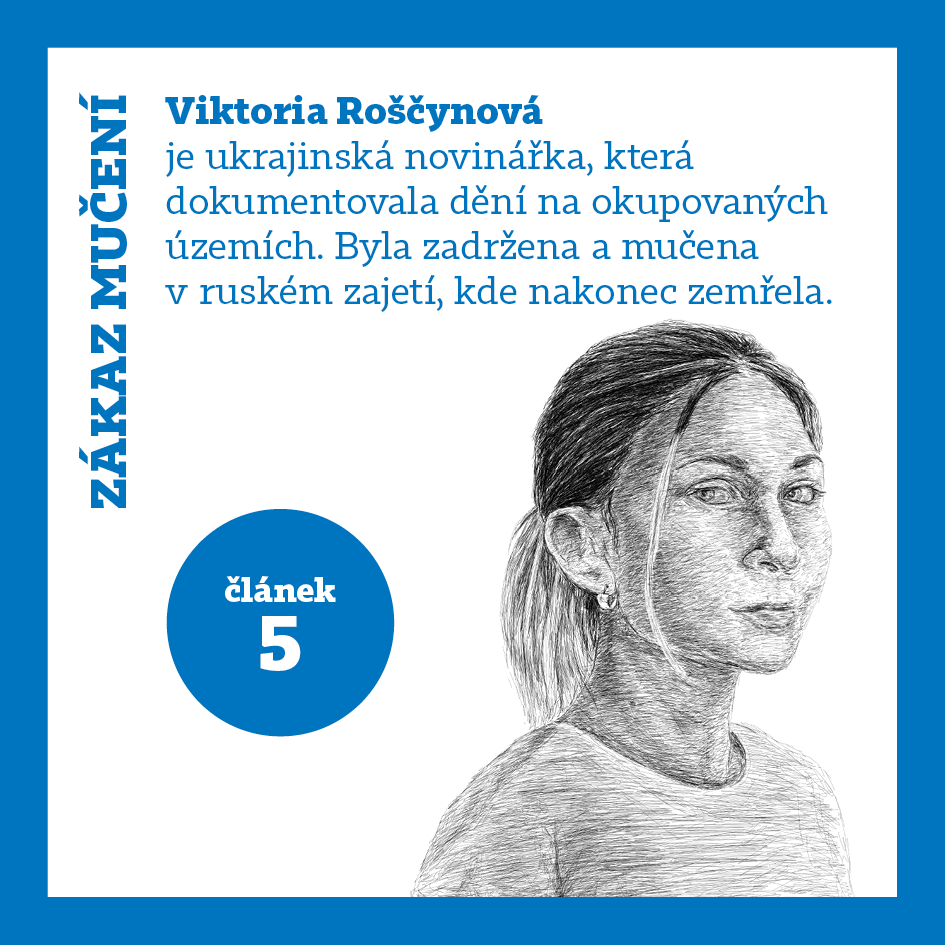 ZÁKAZ MUČENÍ
Viktoria Roščynová
je ukrajinská novinářka, která
dokumentovala dění na okupovaných
územích. Byla zadržena a mučena
v ruském zajetí, kde nakonec zemřela.
článek
5